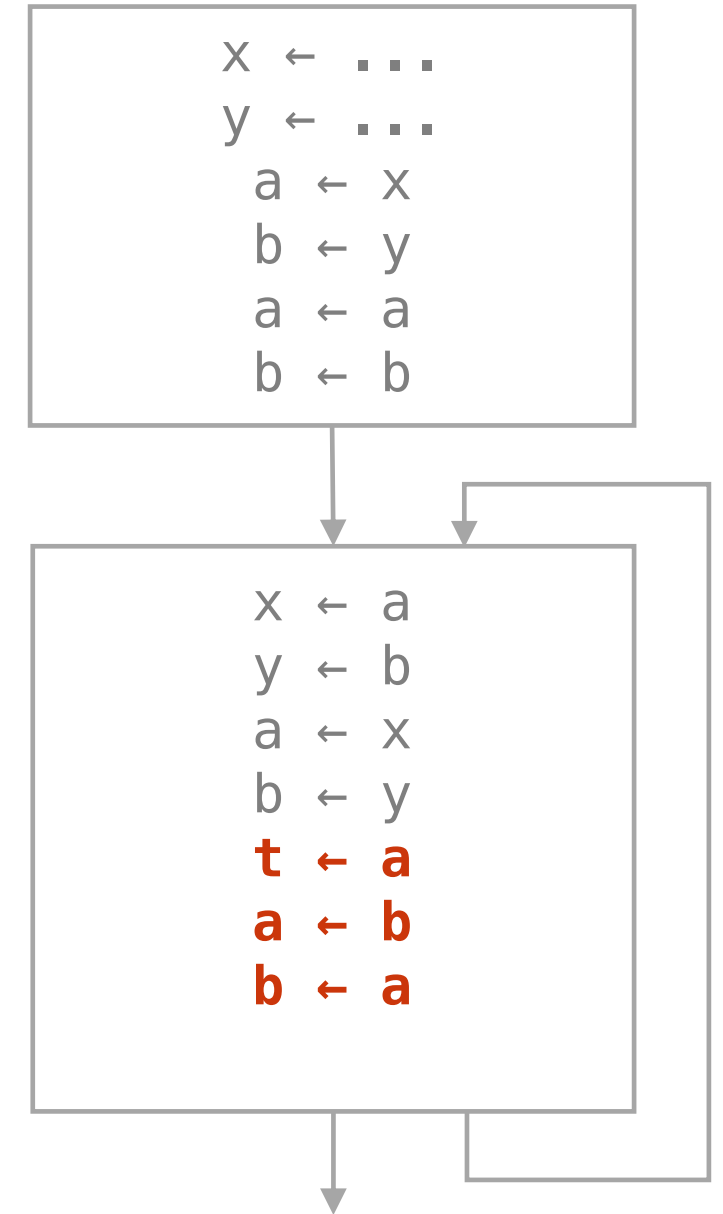 x ← ...
y ← ...
a ← x
b ← y
a ← a
b ← b
x ← a
y ← b
a ← x
b ← y
t ← a
a ← b
b ← a